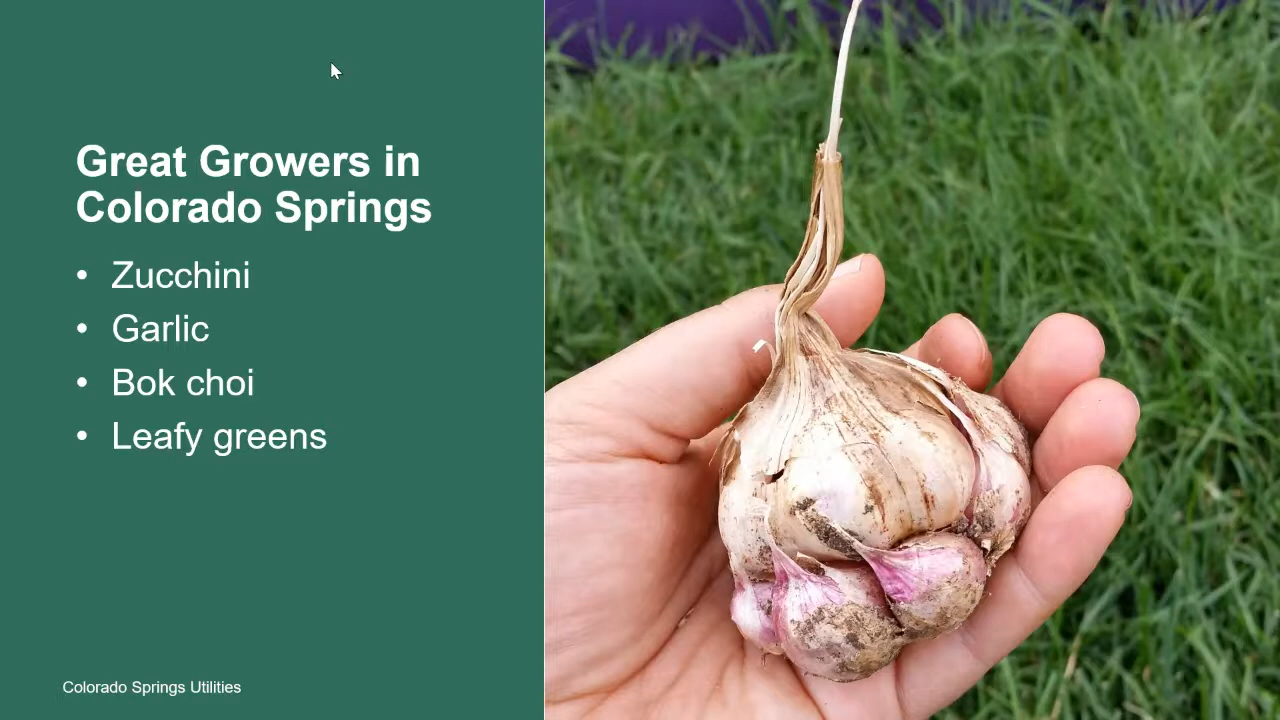 Great Growers in
Colorado Springs
• Zucchini
• Garlic
• Bok choi
• Leafy greens
Colorado Springs Utilities